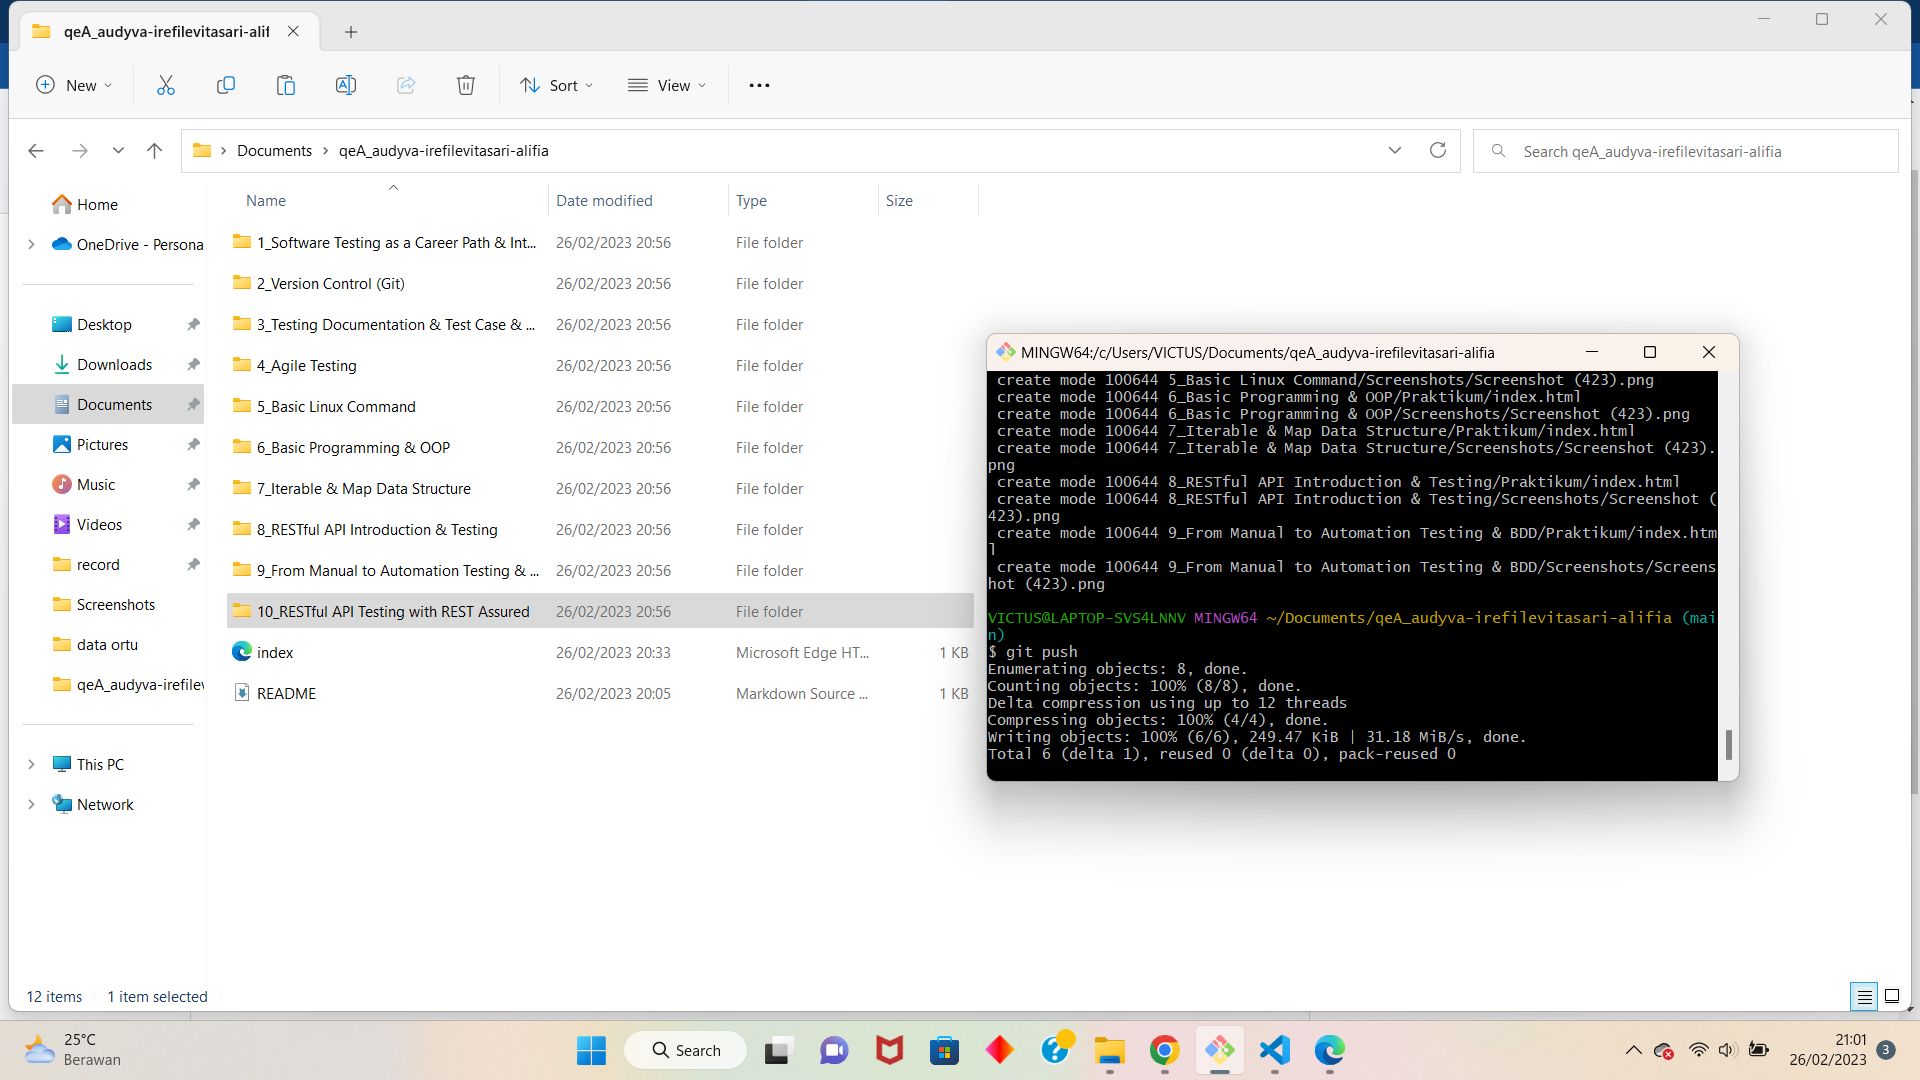 qeA_audyva-irefilevitasari-alif
New
Sort
View
Documents > qeA_audyva-irefilevitasari-alifia
Search qeA_audyva-irefilevitasari-alifia
Home
OneDrive - Persona
Desktop
Downloads
Documents
Pictures
Music
Videos
record
Screenshots
data ortu
qeA_audyva-irefilev
This PC
Network
Name Date modified Type Size
1_Software Testing as a Career Path & Int... 26/02/2023 20:56 File folder
2_Version Control (Git) 26/02/2023 20:56 File folder
3_Testing Documentation & Test Case & ... 26/02/2023 20:56 File folder
4_Agile Testing 26/02/2023 20:56 File folder
5_Basic Linux Command 26/02/2023 20:56 File folder
6_Basic Programming & OOP 26/02/2023 20:56 File folder
7_Iterable & Map Data Structure 26/02/2023 20:56 File folder
8_RESTful API Introduction & Testing 26/02/2023 20:56 File folder
9_From Manual to Automation Testing & ... 26/02/2023 20:56 File folder
10_RESTful API Testing with REST Assured 26/02/2023 20:56 File folder
index 26/02/2023 20:33 Microsoft Edge HT... 1 KB
README 26/02/2023 20:05 Markdown Source ... 1 KB
MINGW64:/c/Users/VICTUS/Documents/qeA_audyva-irefilevitasari-alifia
create mode 100644 5_Basic Linux Command/Screenshots/Screenshot (423).png
create mode 100644 6_Basic Programming & OOP/Praktikum/index.html
create mode 100644 6_Basic Programming & OOP/Screenshots/Screenshot (423).png
create mode 100644 7_Iterable & Map Data Structure/Praktikum/index.html
create mode 100644 7_Iterable & Map Data Structure/Screenshots/Screenshot (423).
png
create mode 100644 8_RESTful API Introduction & Testing/Praktikum/index.html
create mode 100644 8_RESTful API Introduction & Testing/Screenshots/Screenshot (
423).png
create mode 100644 9_From Manual to Automation Testing & BDD/Praktikum/index.htm
l
create mode 100644 9_From Manual to Automation Testing & BDD/Screenshots/Screens
hot (423).png
VICTUS@LAPTOP-SVS4LNNV MINGW64 ~/Documents/qeA_audyva-irefilevitasari-alifia (mai
n)
$ git push
Enumerating objects: 8, done.
Counting objects: 100% (8/8), done.
Delta compression using up to 12 threads
Compressing objects: 100% (4/4), done.
Writing objects: 100% (6/6), 249.47 KiB | 31.18 MiB/s, done.
Total 6 (delta 1), reused 0 (delta 0), pack-reused 0
12 items 1 item selected
25°C
Berawan
Search
21:01
26/02/2023
3